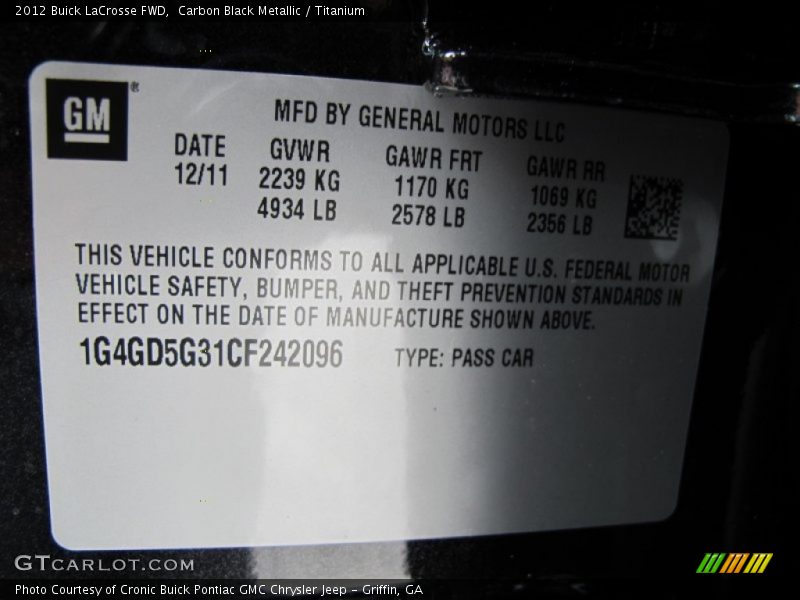 2012 Buick LaCrosse FWD,  Carbon Black Metallic / Titanium
GM ®
MFD BY GENERAL MOTORS LLC
DATE GVWR GAWR FRT GAWR RR
12/11 2239 KG 1170 KG 1069 KG
4934 LB 2578 LB 2356 LB
THIS VEHICLE CONFORMS TO ALL APPLICABLE U.S. FEDERAL MOTOR
VEHICLE SAFETY, BUMPER, AND THEFT PREVENTION STANDARDS IN
EFFECT ON THE DATE OF MANUFACTURE SHOWN ABOVE.
1G4GD5G31CF242096 TYPE: PASS CAR
GTCARLOT.COM
Photo Courtesy of Cronic Buick Pontiac GMC Chrysler Jeep - Griffin, GA